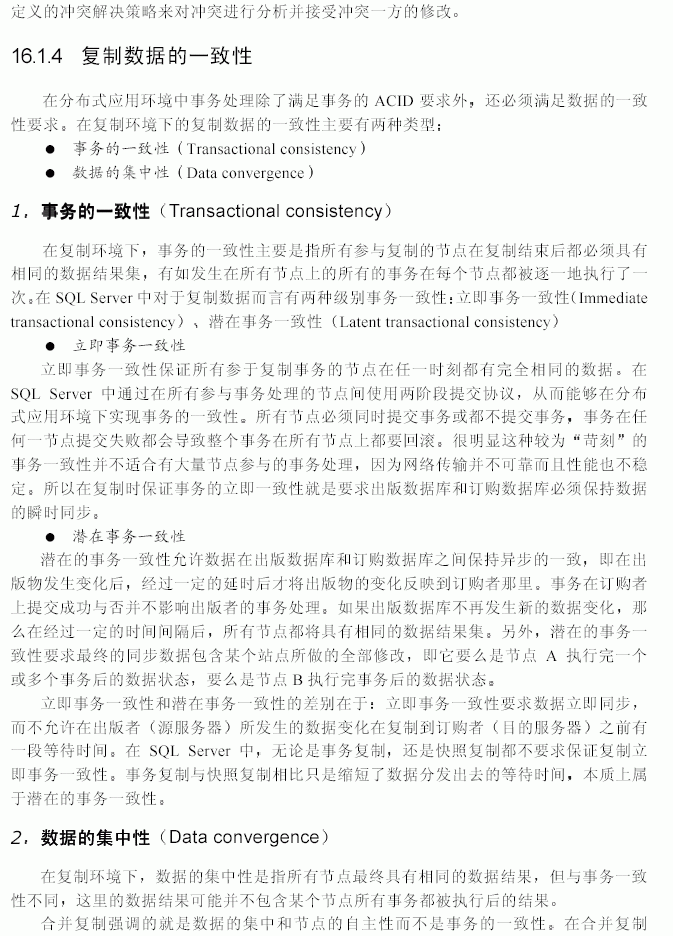 定义的冲突解决策略来对冲突进行分析并接受冲突一方的修改。
16.1.4 复制数据的一致性
在分布式应用环境中事务处理除了满足事务的 ACID 要求外，还必须满足数据的一致
性要求。在复制环境下的复制数据的一致性主要有两种类型：
● 事务的一致性（Transactional consistency）
● 数据的集中性（Data convergence）
1．事务的一致性（Transactional consistency）
在复制环境下，事务的一致性主要是指所有参与复制的节点在复制结束后都必须具有
相同的数据结果集，有如发生在所有节点上的所有的事务在每个节点都被逐一地执行了一
次。在 SQL Server 中对于复制数据而言有两种级别事务一致性：立即事务一致性（Immediate
transactional consistency）、潜在事务一致性（Latent transactional consistency）
● 立即事务一致性
立即事务一致性保证所有参于复制事务的节点在任一时刻都有完全相同的数据。在
SQL Server 中通过在所有参与事务处理的节点间使用两阶段提交协议，从而能够在分布
式应用环境下实现事务的一致性。所有节点必须同时提交事务或都不提交事务，事务在任
何一节点提交失败都会导致整个事务在所有节点上都要回滚。很明显这种较为“苛刻”的
事务一致性并不适合有大量节点参与的事务处理，因为网络传输并不可靠而且性能也不稳
定。所以在复制时保证事务的立即一致性就是要求出版数据库和订购数据库必须保持数据
的瞬时同步。
● 潜在事务一致性
潜在的事务一致性允许数据在出版数据库和订购数据库之间保持异步的一致，即在出
版物发生变化后，经过一定的延时后才将出版物的变化反映到订购者那里。事务在订购者
上提交成功与否并不影响出版者的事务处理。如果出版数据库不再发生新的数据变化，那
么在经过一定的时间间隔后，所有节点都将具有相同的数据结果集。另外，潜在的事务一
致性要求最终的同步数据包含某个站点所做的全部修改，即它要么是节点 A 执行完一个
或多个事务后的数据状态，要么是节点 B 执行完事务后的数据状态。
立即事务一致性和潜在事务一致性的差别在于：立即事务一致性要求数据立即同步，
而不允许在出版者（源服务器）所发生的数据变化在复制到订购者（目的服务器）之前有
一段等待时间。在 SQL Server 中，无论是事务复制，还是快照复制都不要求保证复制立
即事务一致性。事务复制与快照复制相比只是缩短了数据分发出去的等待时间，本质上属
于潜在的事务一致性。
2．数据的集中性（Data convergence）
在复制环境下，数据的集中性是指所有节点最终具有相同的数据结果，但与事务一致
性不同，这里的数据结果可能并不包含某个节点所有事务都被执行后的结果。
合并复制强调的就是数据的集中和节点的自主性而不是事务的一致性。在合并复制